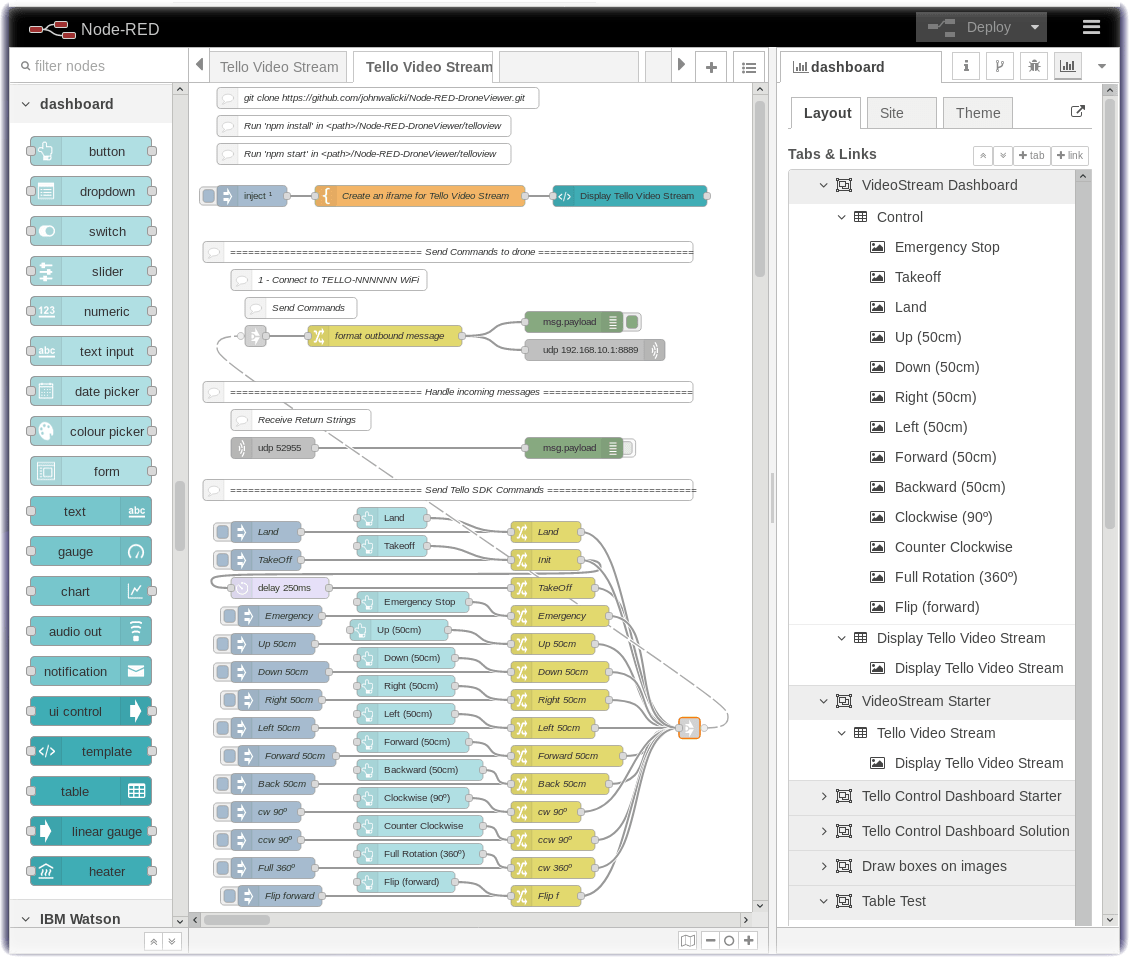 Node-RED
Deploy
filter nodes
Tello Video Stream
Tello Video Stream
dashboard
dashboard
button
dropdown
switch
slider
123 numeric
abc text input
date picker
colour picker
form
text abc
gauge
chart
audio out
notification
ui control
</> template
table
linear gauge
heater
IBM Watson
git clone https://github.com/johnwalicki/Node-RED-DroneViewer.git
Run 'npm install' in <path>/Node-RED-DroneViewer/telloview
Run 'npm start' in <path>/Node-RED-DroneViewer/telloview
inject ¹
{ Create an iframe for Tello Video Stream
</> Display Tello Video Stream
=============================== Send Commands to drone =========================
1 - Connect to TELLO-NNNNNN WiFi
Send Commands
format outbound message
msg.payload
udp 192.168.10.1:8889
=============================== Handle incoming messages ========================
Receive Return Strings
udp 52955
msg.payload
=============================== Send Tello SDK Commands ========================
Land
Land
Land
TakeOff
Takeoff
Init
delay 250ms
TakeOff
Emergency
Emergency Stop
Emergency
Up 50cm
Up (50cm)
Up 50cm
Down 50cm
Down (50cm)
Down 50cm
Right 50cm
Right (50cm)
Right 50cm
Left 50cm
Left (50cm)
Left 50cm
Forward 50cm
Forward (50cm)
Forward 50cm
Back 50cm
Backward (50cm)
Back 50cm
cw 90º
Clockwise (90º)
cw 90º
ccw 90º
Counter Clockwise
ccw 90º
Full 360º
Full Rotation (360º)
cw 360º
Flip forward
Flip (forward)
Flip f
Layout
Site
Theme
Tabs & Links
tab
link
VideoStream Dashboard
Control
Emergency Stop
Takeoff
Land
Up (50cm)
Down (50cm)
Right (50cm)
Left (50cm)
Forward (50cm)
Backward (50cm)
Clockwise (90º)
Counter Clockwise
Full Rotation (360º)
Flip (forward)
Display Tello Video Stream
Display Tello Video Stream
VideoStream Starter
Tello Video Stream
Display Tello Video Stream
Tello Control Dashboard Starter
Tello Control Dashboard Solution
Draw boxes on images
Table Test